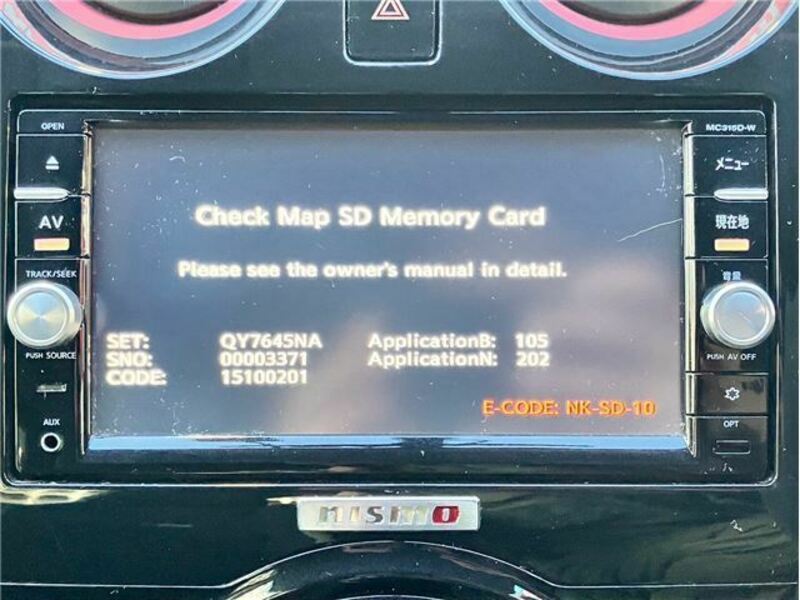 OPEN
MC315D-W
メニュー
AV
現在地
TRACK/SEEK
音量
PUSH SOURCE
PUSH AV OFF
AUX
OPT
Check Map SD Memory Card
Please see the owner's manual in detail.
SET: QY7645NA ApplicationB: 105
SNO: 00003371 ApplicationN: 202
CODE: 15100201
E-CODE: NK-SD-10
NISMO